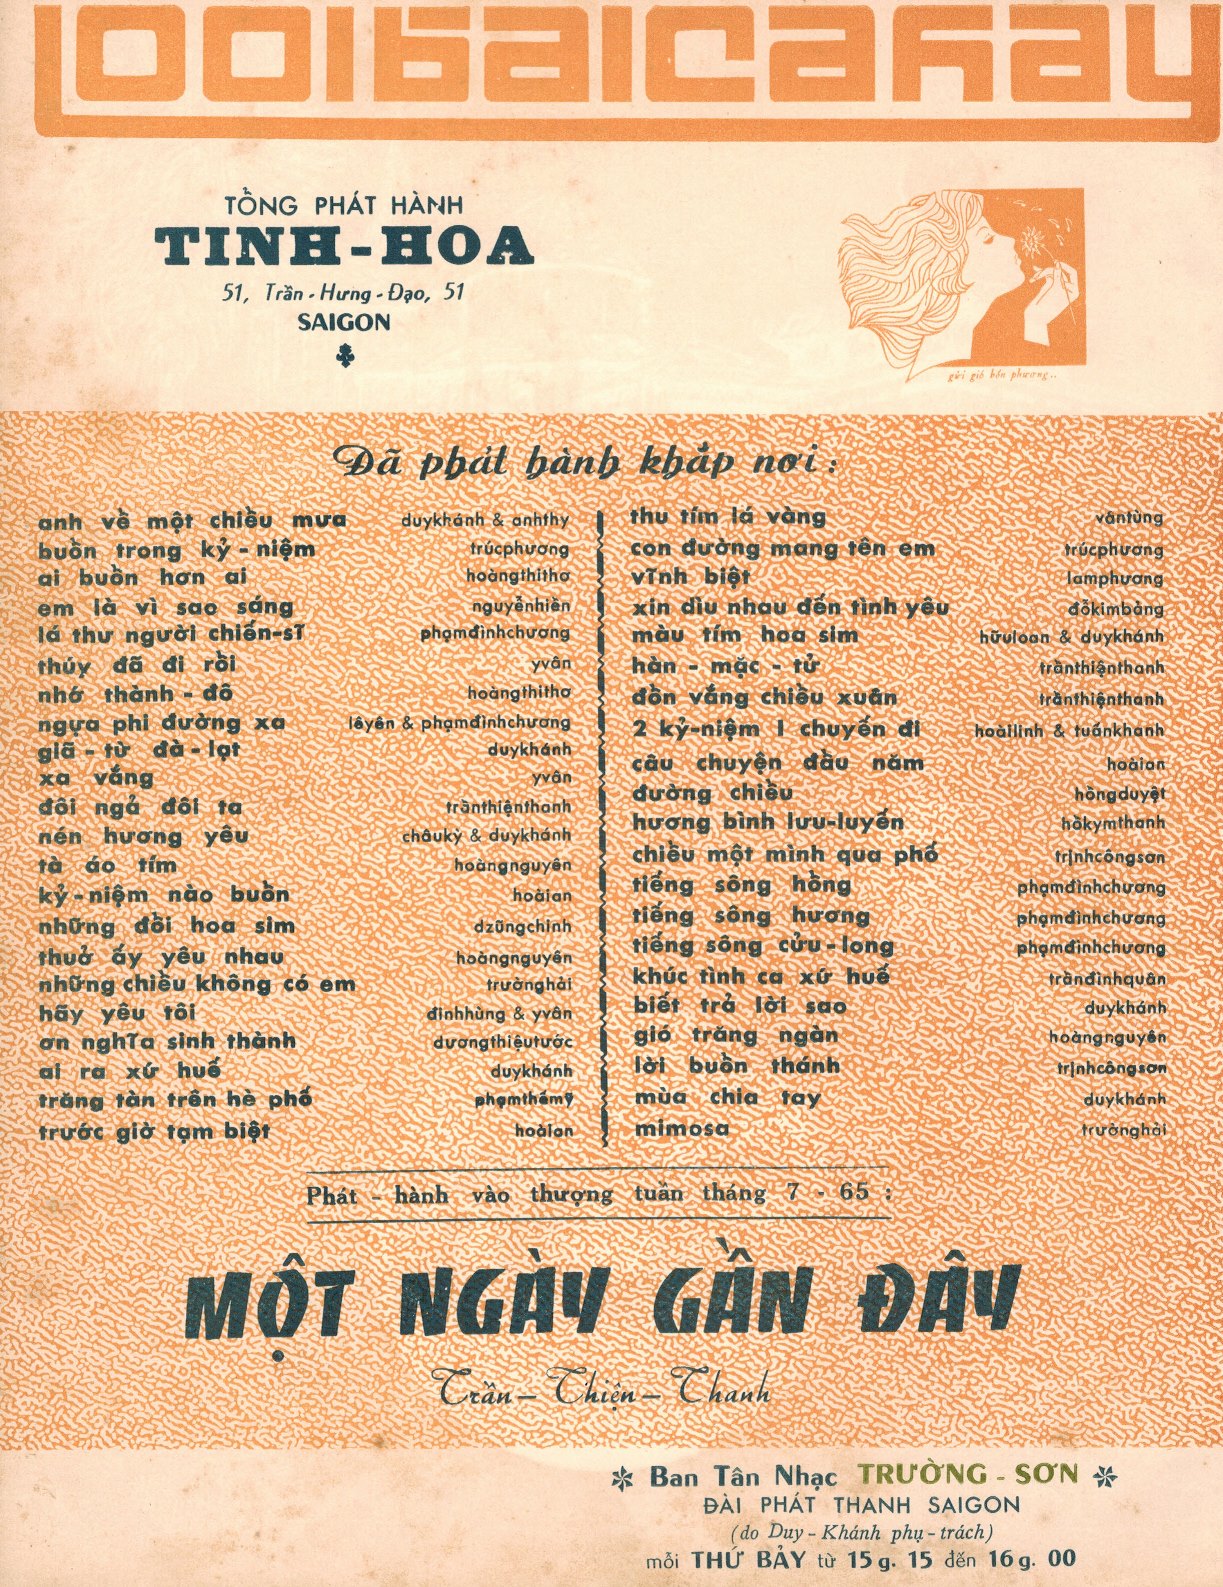 1001baicahay
TỔNG PHÁT HÀNH
TINH-HOA
51, Trần - Hưng - Đạo, 51
SAIGON
gửi gió bốn phương..
Đã phát hành khắp nơi :
anh về một chiều mưa duykhánh & anhthy
buồn trong kỷ - niệm trúcphương
ai buồn hơn ai hoàngthithơ
em là vì sao sáng nguyễnhiền
lá thư người chiến-sĩ phạmđìnhchương
thúy đã đi rồi yvân
nhớ thành - đô hoàngthithơ
ngựa phi đường xa lêyên & phạmđìnhchương
giã - từ đà - lạt duykhánh
xa vắng yvân
đôi ngả đôi ta trầnthiệnthanh
nén hương yêu châukỳ & duykhánh
tà áo tím hoàngnguyên
kỷ - niệm nào buồn hoàian
những đồi hoa sim dzũngchinh
thuở ấy yêu nhau hoàngnguyên
những chiều không có em trườnghải
hãy yêu tôi đinhhùng & yvân
ơn nghĩa sinh thành dươngthiệutước
ai ra xứ huế duykhánh
trăng tàn trên hè phố phạmthếmỹ
trước giờ tạm biệt hoàian
thu tím lá vàng văntùng
con đường mang tên em trúcphương
vĩnh biệt lamphương
xin dìu nhau đến tình yêu đỗkimbảng
màu tím hoa sim hữuloan & duykhánh
hàn - mặc - tử trầnthiệnthanh
đồn vắng chiều xuân trầnthiệnthanh
2 kỷ-niệm 1 chuyến đi hoàilinh & tuấnkhanh
câu chuyện đầu năm hoàian
đường chiều hồngduyệt
hương bình lưu-luyến hồkymthanh
chiều một mình qua phố trịnhcôngsơn
tiếng sông hồng phạmđìnhchương
tiếng sông hương phạmđìnhchương
tiếng sông cửu - long phạmđìnhchương
khúc tình ca xứ huế trầnđìnhquân
biết trả lời sao duykhánh
gió trăng ngàn hoàngnguyên
lời buồn thánh trịnhcôngsơn
mùa chia tay duykhánh
mimosa trườnghải
Phát - hành vào thượng tuần tháng 7 - 65 :
MỘT NGÀY GẦN ĐÂY
Trần – Thiện – Thanh
Ban Tân Nhạc TRƯỜNG - SƠN
ĐÀI PHÁT THANH SAIGON
(do Duy - Khánh phụ - trách)
mỗi THỨ BẢY từ 15 g. 15 đến 16 g. 00